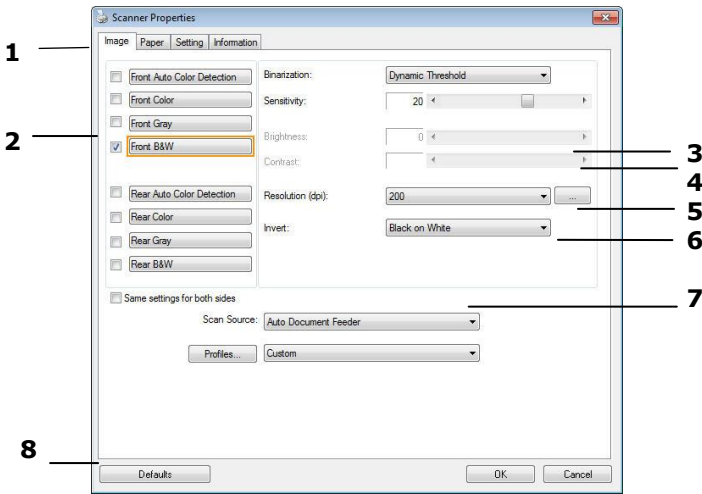 Scanner Properties
1
Image Paper Setting Information
Front Auto Color Detection
Binarization: Dynamic Threshold
Front Color
Sensitivity: 20
Front Gray
2
Front B&W
Brightness: 0
3
Contrast:
4
Rear Auto Color Detection
Resolution (dpi): 200 ...
5
Rear Color
Invert: Black on White
6
Rear Gray
Rear B&W
Same settings for both sides
7
Scan Source: Auto Document Feeder
Profiles... Custom
8
Defaults OK Cancel